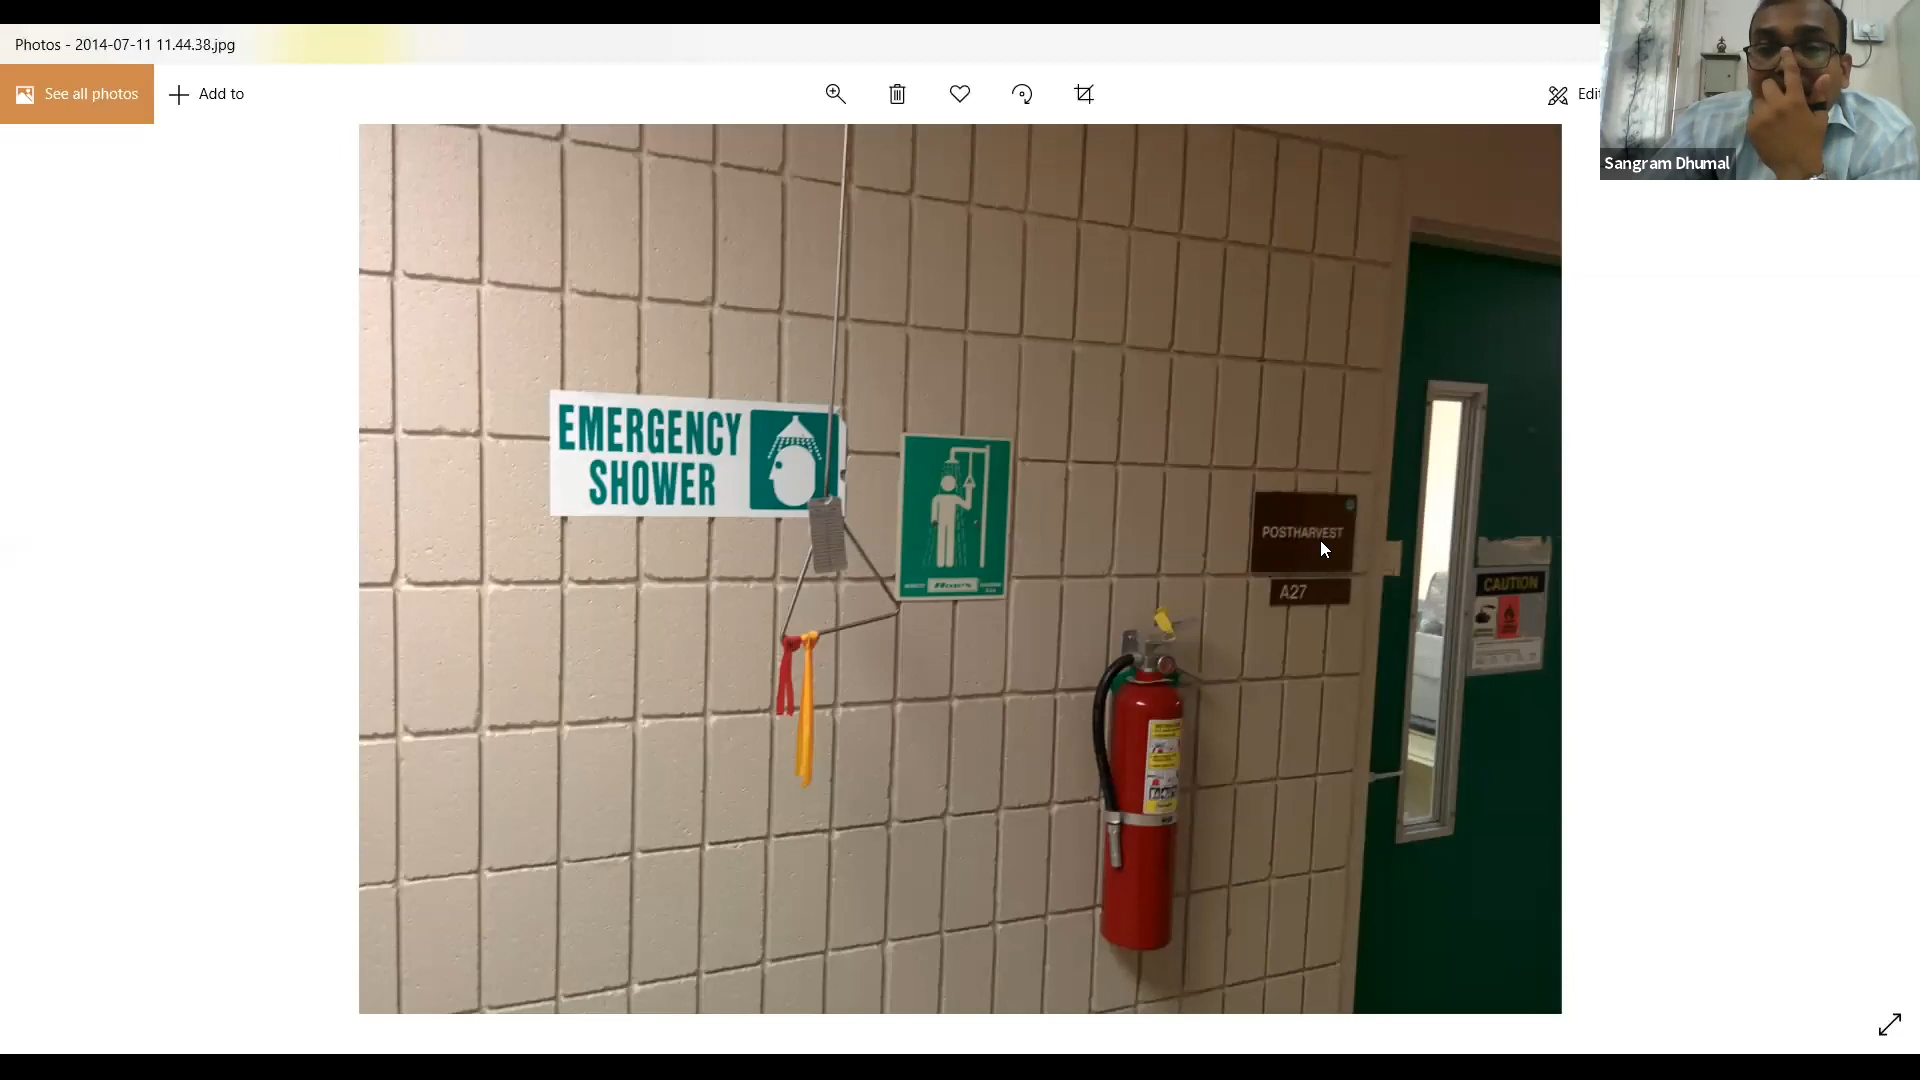 Photos - 2014-07-11 11.44.38.jpg
See all photos
Add to
Edit
Sangram Dhumal
EMERGENCY
SHOWER
POSTHARVEST
A27
CAUTION